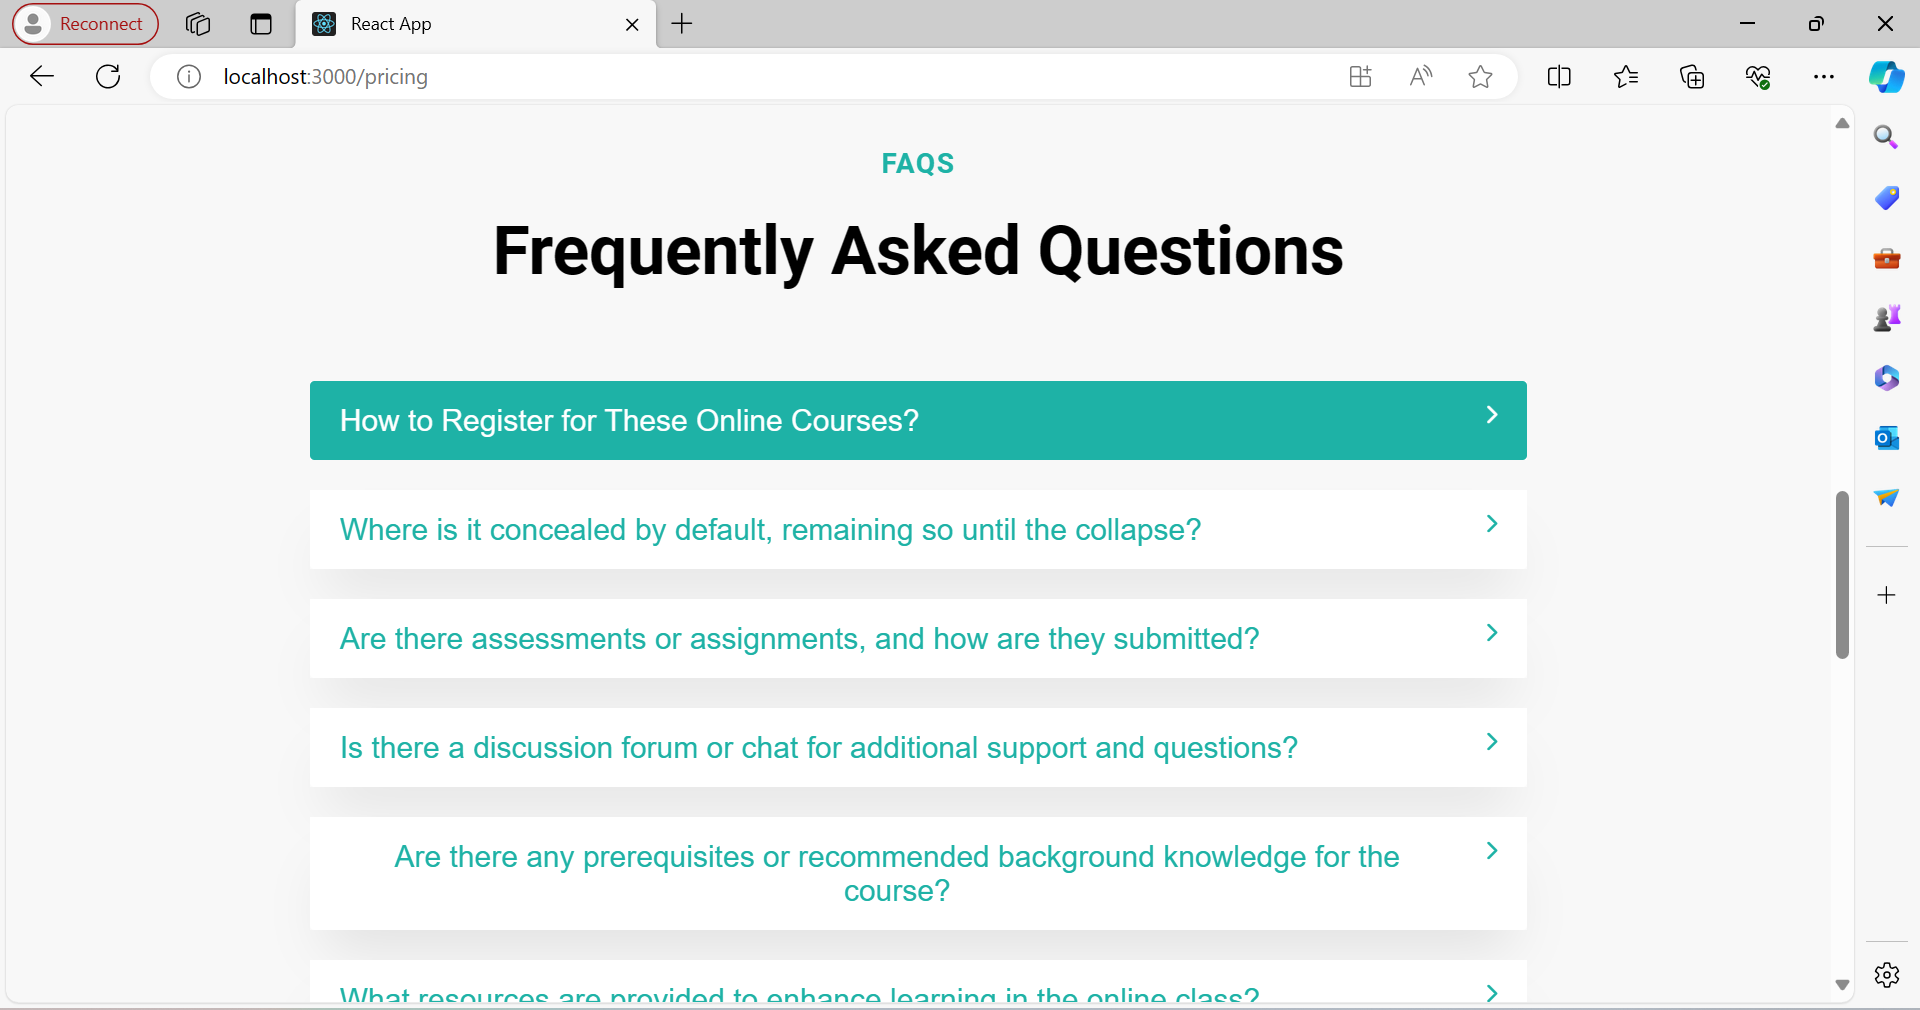 Reconnect
React App
localhost:3000/pricing
FAQS
Frequently Asked Questions
How to Register for These Online Courses?
Where is it concealed by default, remaining so until the collapse?
Are there assessments or assignments, and how are they submitted?
Is there a discussion forum or chat for additional support and questions?
Are there any prerequisites or recommended background knowledge for the
course?
What resources are provided to enhance learning in the online class?